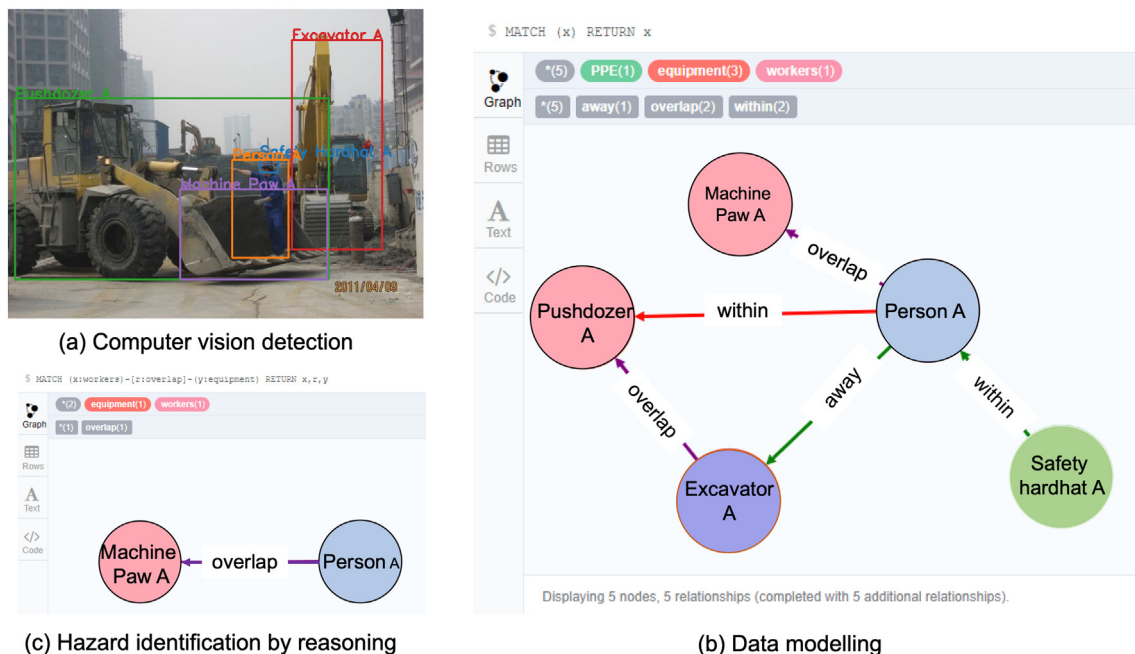 Excavator A
Pushdozer A
Safety Hardhat A
Person A
Machine Paw A
2011/04/09
(a) Computer vision detection
$ MATCH (x:workers)-[r:overlap]-(y:equipment) RETURN x,r,y
*(2) equipment(1) workers(1)
Graph
*(1) overlap(1)
Rows
A
Text
</>
Code
Machine
Paw A
overlap
Person A
(c) Hazard identification by reasoning
$ MATCH (x) RETURN x
*(5) PPE(1) equipment(3) workers(1)
Graph
*(5) away(1) overlap(2) within(2)
Rows
A
Text
</>
Code
Machine
Paw A
overlap
Pushdozer
A
within
Person A
overlap
away
within
Excavator
A
Safety
hardhat A
Displaying 5 nodes, 5 relationships (completed with 5 additional relationships).
(b) Data modelling